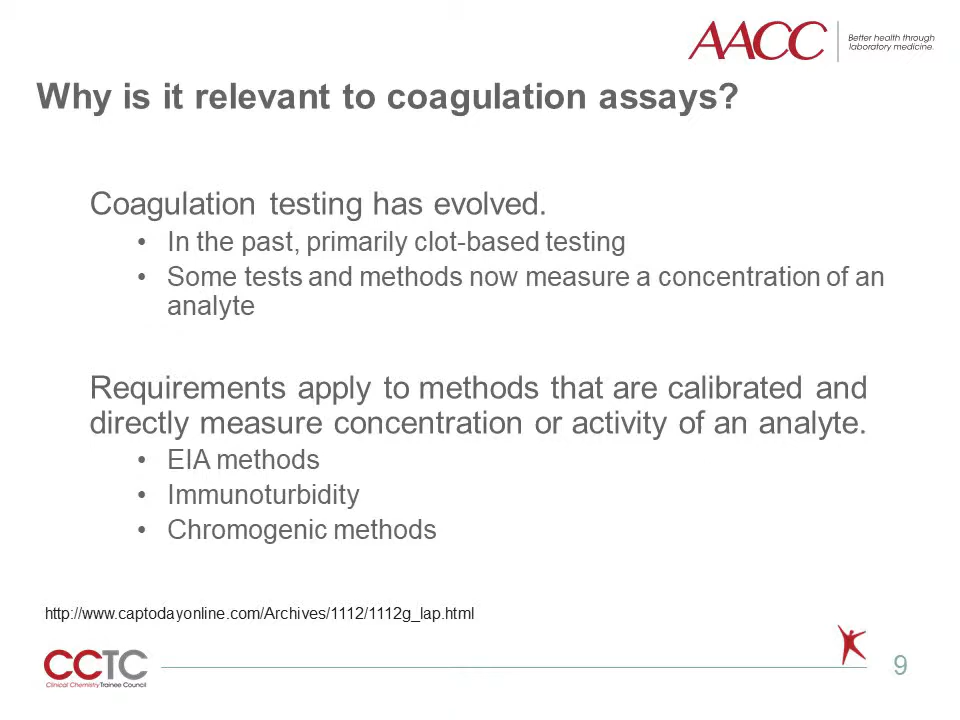 AACC
Better health through
laboratory medicine.
Why is it relevant to coagulation assays?
Coagulation testing has evolved.
• In the past, primarily clot-based testing
• Some tests and methods now measure a concentration of an
analyte
Requirements apply to methods that are calibrated and
directly measure concentration or activity of an analyte.
• EIA methods
• Immunoturbidity
• Chromogenic methods
http://www.captodayonline.com/Archives/1112/1112g_lap.html
CCTC
Clinical Chemistry Trainee Council
9